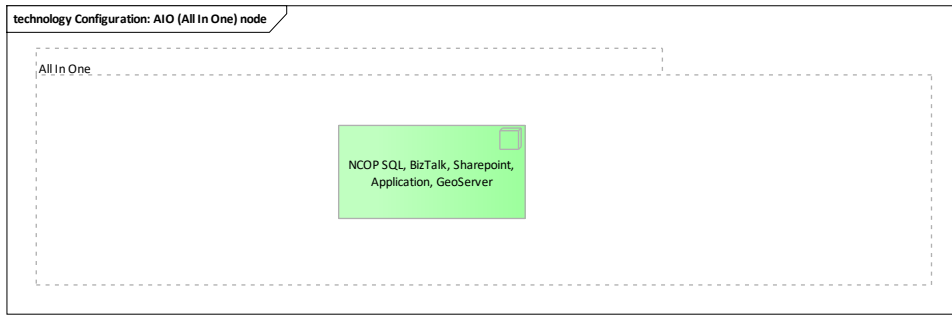 technology Configuration: AIO (All In One) node
All In One
NCOP SQL, BizTalk, Sharepoint,
Application, GeoServer